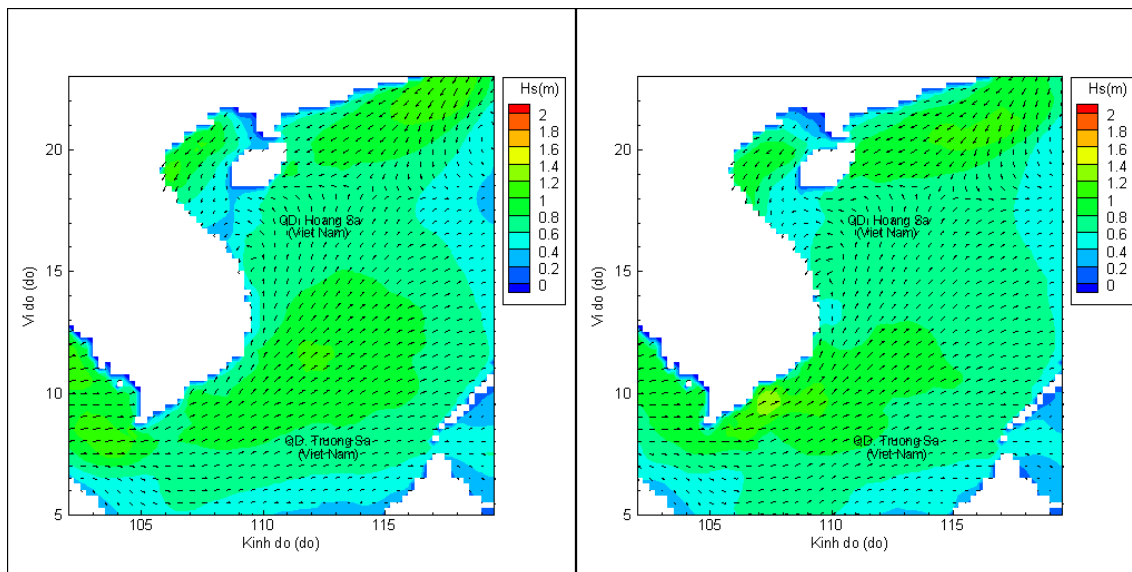 Hs(m)
2
1.8
1.6
1.4
1.2
1
0.8
0.6
0.4
0.2
0
20
15
10
5
Vi do (do)
QD. Hoang Sa
(Viet Nam)
QD. Truong Sa
(Viet Nam)
105
110
115
Kinh do (do)
Hs(m)
2
1.8
1.6
1.4
1.2
1
0.8
0.6
0.4
0.2
0
20
15
10
5
Vi do (do)
QD. Hoang Sa
(Viet Nam)
QD. Truong Sa
(Viet Nam)
105
110
115
Kinh do (do)